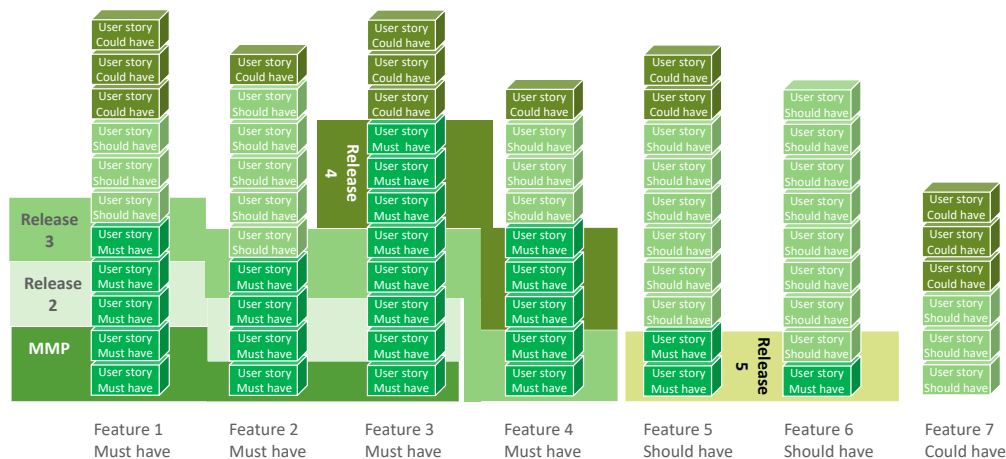 Release
3
Release
2
MMP
User story
Could have
User story
Could have
User story
Could have
User story
Should have
User story
Should have
User story
Should have
User story
Must have
User story
Must have
User story
Must have
User story
Must have
User story
Must have
Feature 1
Must have
User story
Could have
User story
Should have
User story
Should have
User story
Should have
User story
Should have
User story
Should have
User story
Must have
User story
Must have
User story
Must have
User story
Must have
Feature 2
Must have
Release
4
User story
Could have
User story
Could have
User story
Could have
User story
Must have
User story
Must have
User story
Must have
User story
Must have
User story
Must have
User story
Must have
User story
Must have
User story
Must have
Feature 3
Must have
User story
Could have
User story
Should have
User story
Should have
User story
Should have
User story
Must have
User story
Must have
User story
Must have
User story
Must have
User story
Must have
Feature 4
Must have
User story
Could have
User story
Could have
User story
Should have
User story
Should have
User story
Should have
User story
Should have
User story
Should have
User story
Should have
User story
Must have
User story
Must have
Feature 5
Should have
Release
5
User story
Should have
User story
Should have
User story
Should have
User story
Should have
User story
Should have
User story
Should have
User story
Should have
User story
Should have
User story
Must have
Feature 6
Should have
User story
Could have
User story
Could have
User story
Could have
User story
Should have
User story
Should have
User story
Should have
Feature 7
Could have